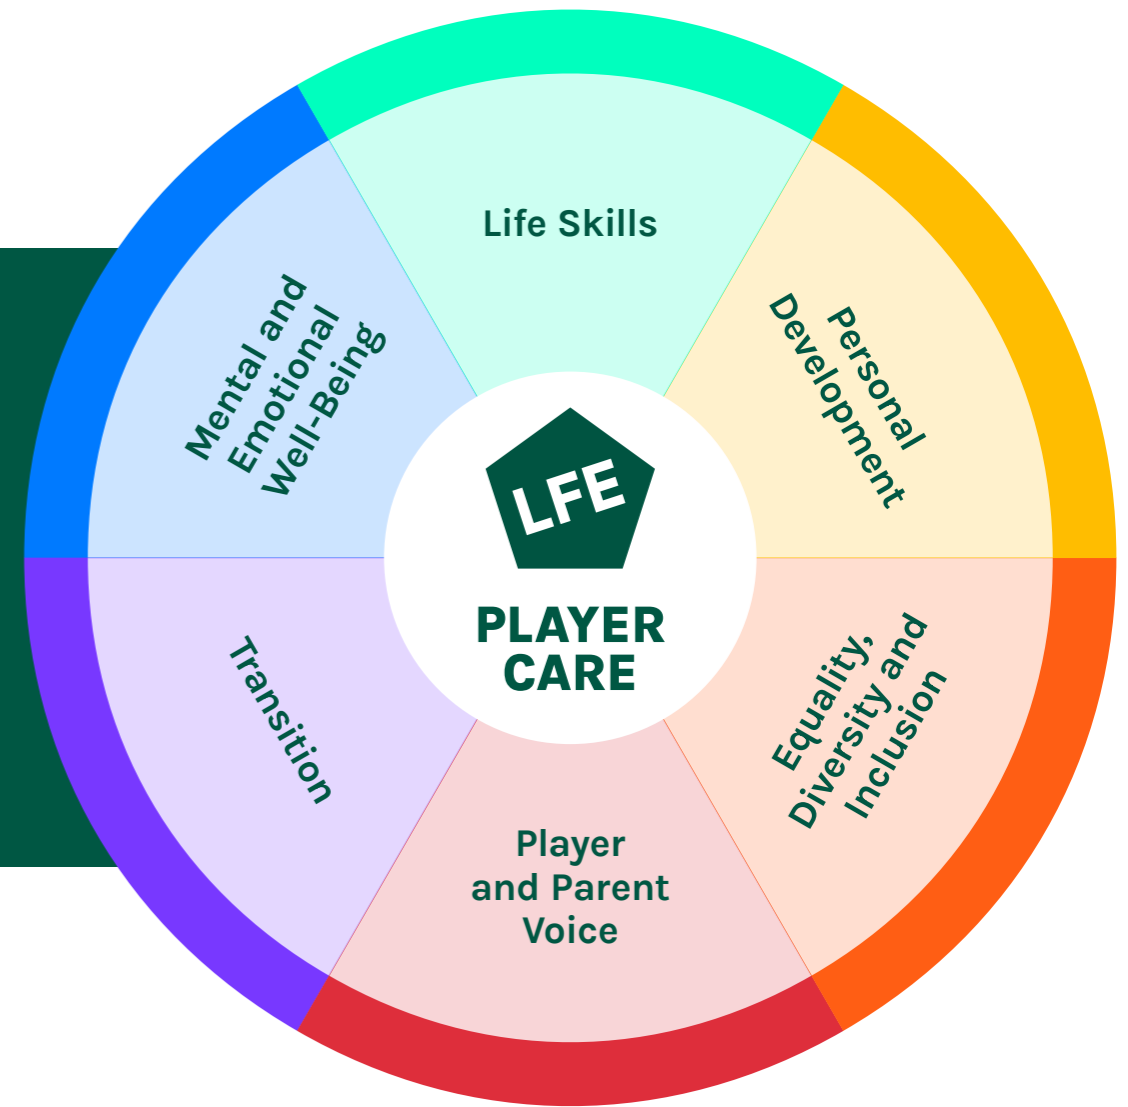 Life Skills
Personal
Development
Equality,
Diversity and
Inclusion
Player
and Parent
Voice
Transition
Mental and
Emotional
Well-Being
LFE
PLAYER
CARE